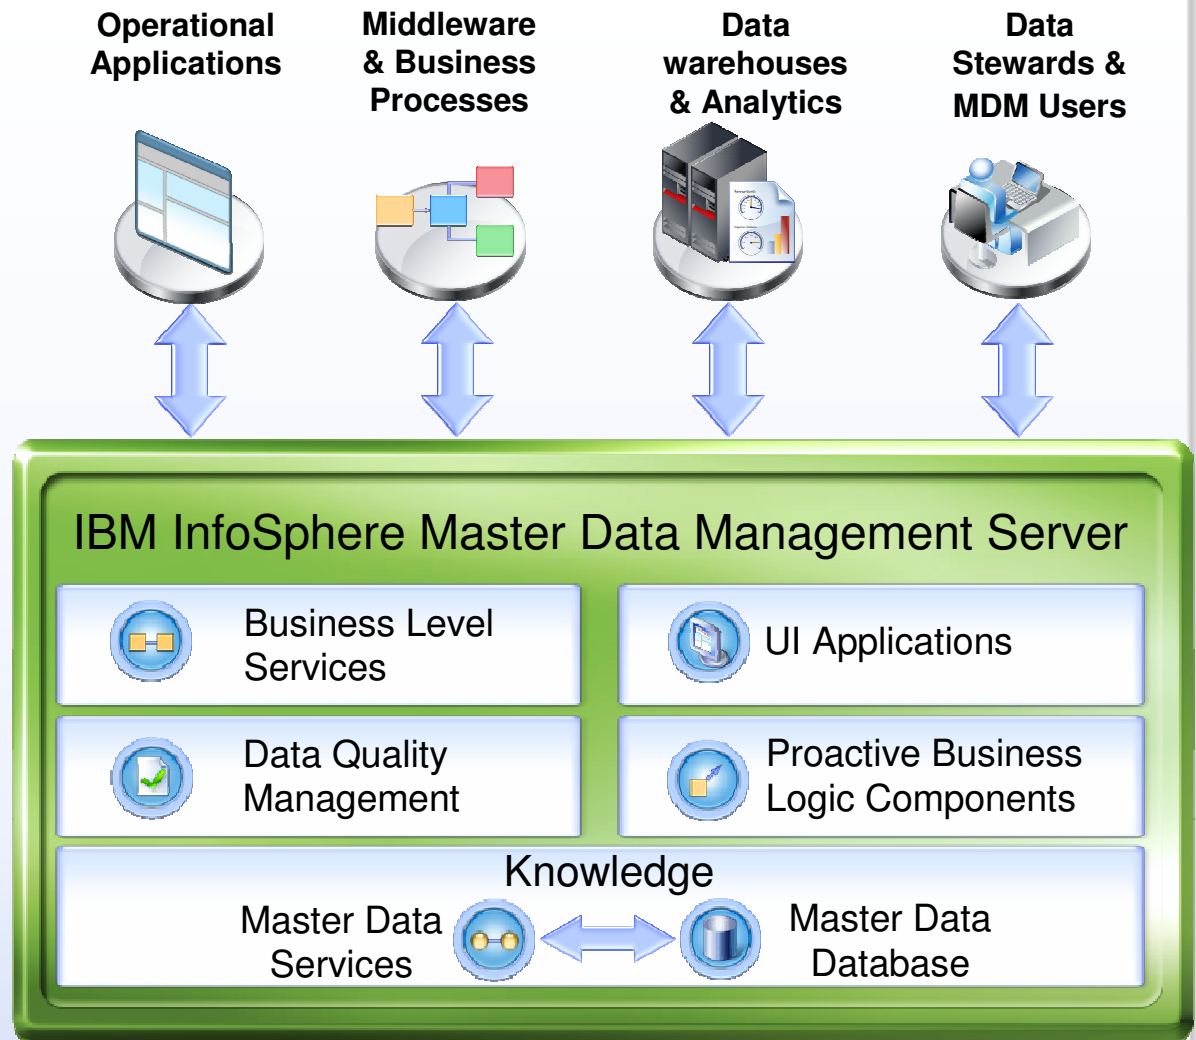 Operational
Applications
Middleware
& Business
Processes
Data
warehouses
& Analytics
Data
Stewards &
MDM Users
IBM InfoSphere Master Data Management Server
Business Level
Services
UI Applications
Data Quality
Management
Proactive Business
Logic Components
Knowledge
Master Data
Services
Master Data
Database